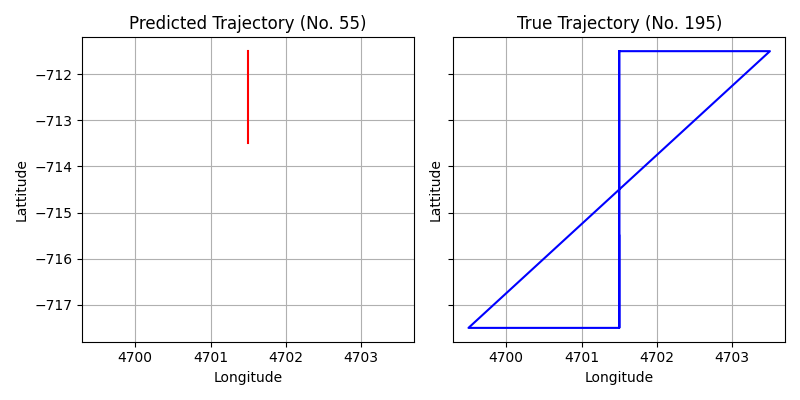 Predicted Trajectory (No. 55)
−712
−713
−714
−715
−716
−717
Lattitude
4700 4701 4702 4703
Longitude
True Trajectory (No. 195)
Lattitude
4700 4701 4702 4703
Longitude